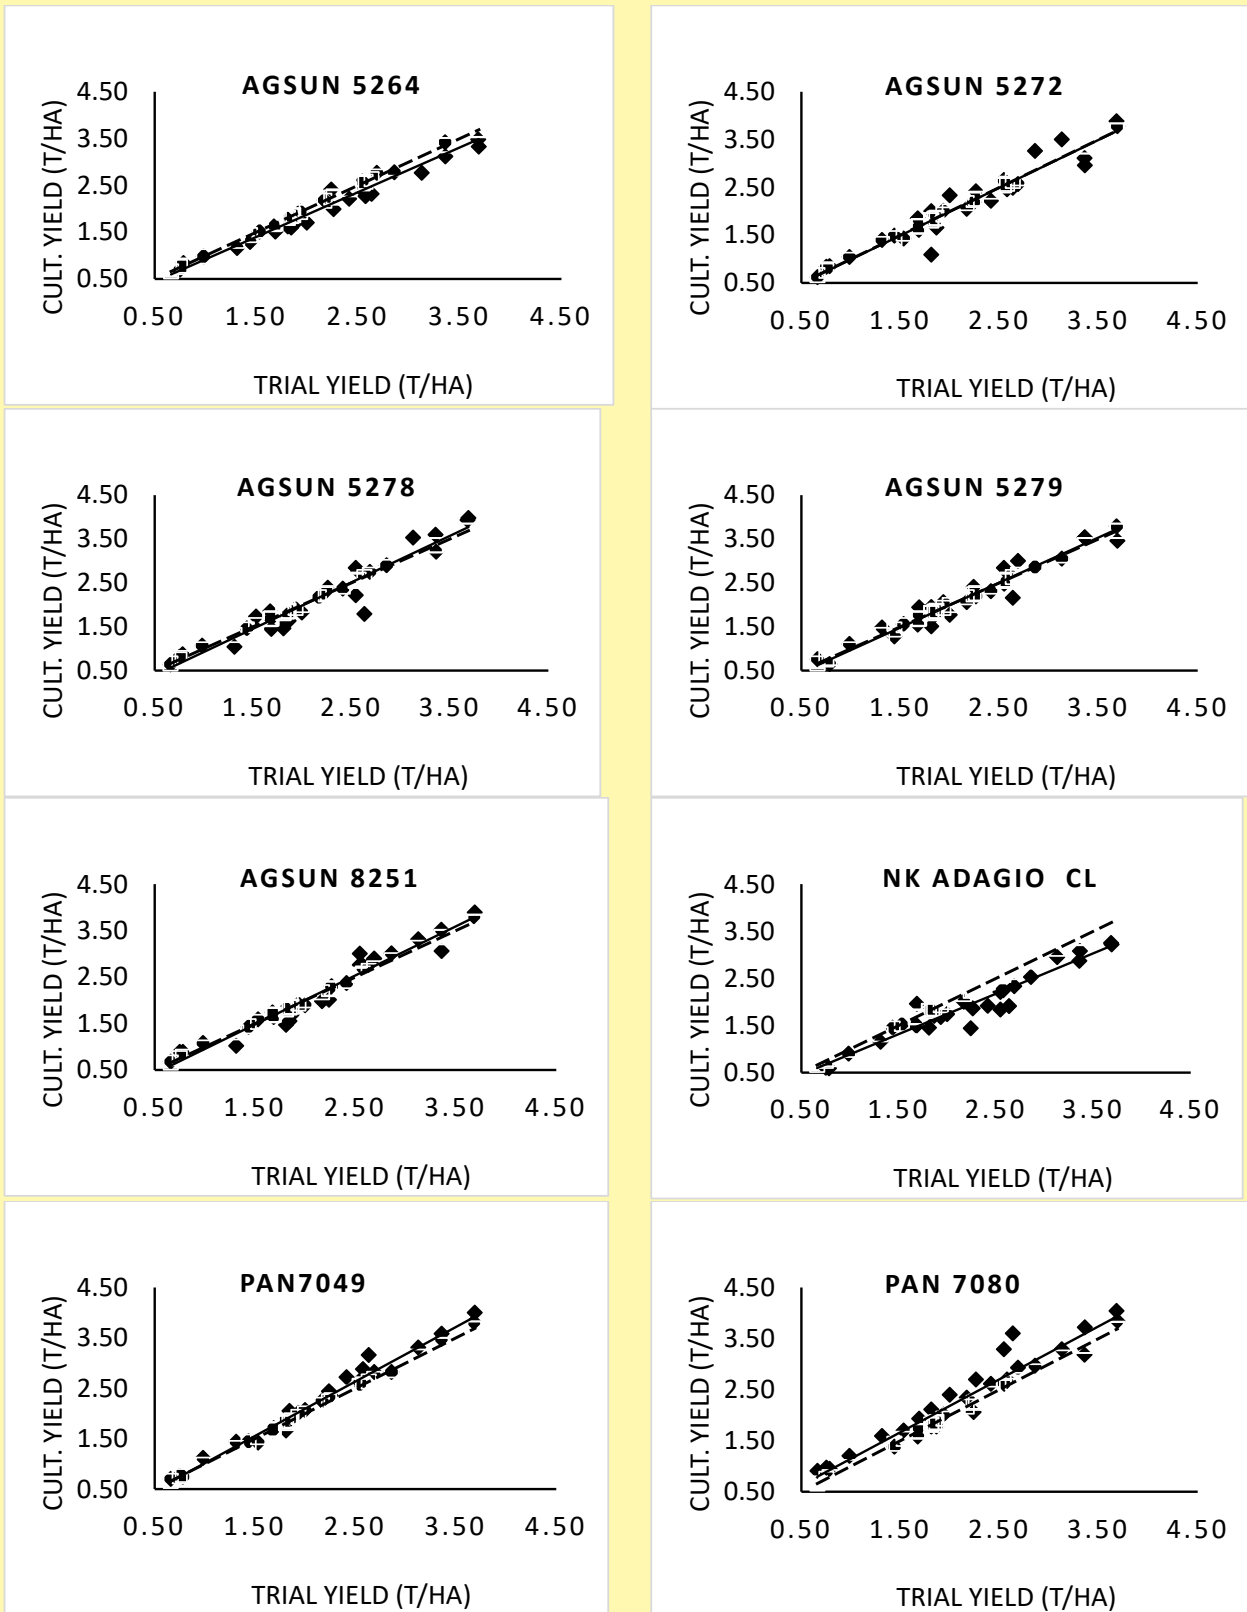 AGSUN 5264
CULT. YIELD (T/HA)
4.50
3.50
2.50
1.50
0.50
0.50 1.50 2.50 3.50 4.50
TRIAL YIELD (T/HA)
AGSUN 5272
CULT. YIELD (T/HA)
4.50
3.50
2.50
1.50
0.50
0.50 1.50 2.50 3.50 4.50
TRIAL YIELD (T/HA)
AGSUN 5278
CULT. YIELD (T/HA)
4.50
3.50
2.50
1.50
0.50
0.50 1.50 2.50 3.50 4.50
TRIAL YIELD (T/HA)
AGSUN 5279
CULT. YIELD (T/HA)
4.50
3.50
2.50
1.50
0.50
0.50 1.50 2.50 3.50 4.50
TRIAL YIELD (T/HA)
AGSUN 8251
CULT. YIELD (T/HA)
4.50
3.50
2.50
1.50
0.50
0.50 1.50 2.50 3.50 4.50
TRIAL YIELD (T/HA)
NK ADAGIO CL
CULT. YIELD (T/HA)
4.50
3.50
2.50
1.50
0.50
0.50 1.50 2.50 3.50 4.50
TRIAL YIELD (T/HA)
PAN7049
CULT. YIELD (T/HA)
4.50
3.50
2.50
1.50
0.50
0.50 1.50 2.50 3.50 4.50
TRIAL YIELD (T/HA)
PAN 7080
CULT. YIELD (T/HA)
4.50
3.50
2.50
1.50
0.50
0.50 1.50 2.50 3.50 4.50
TRIAL YIELD (T/HA)